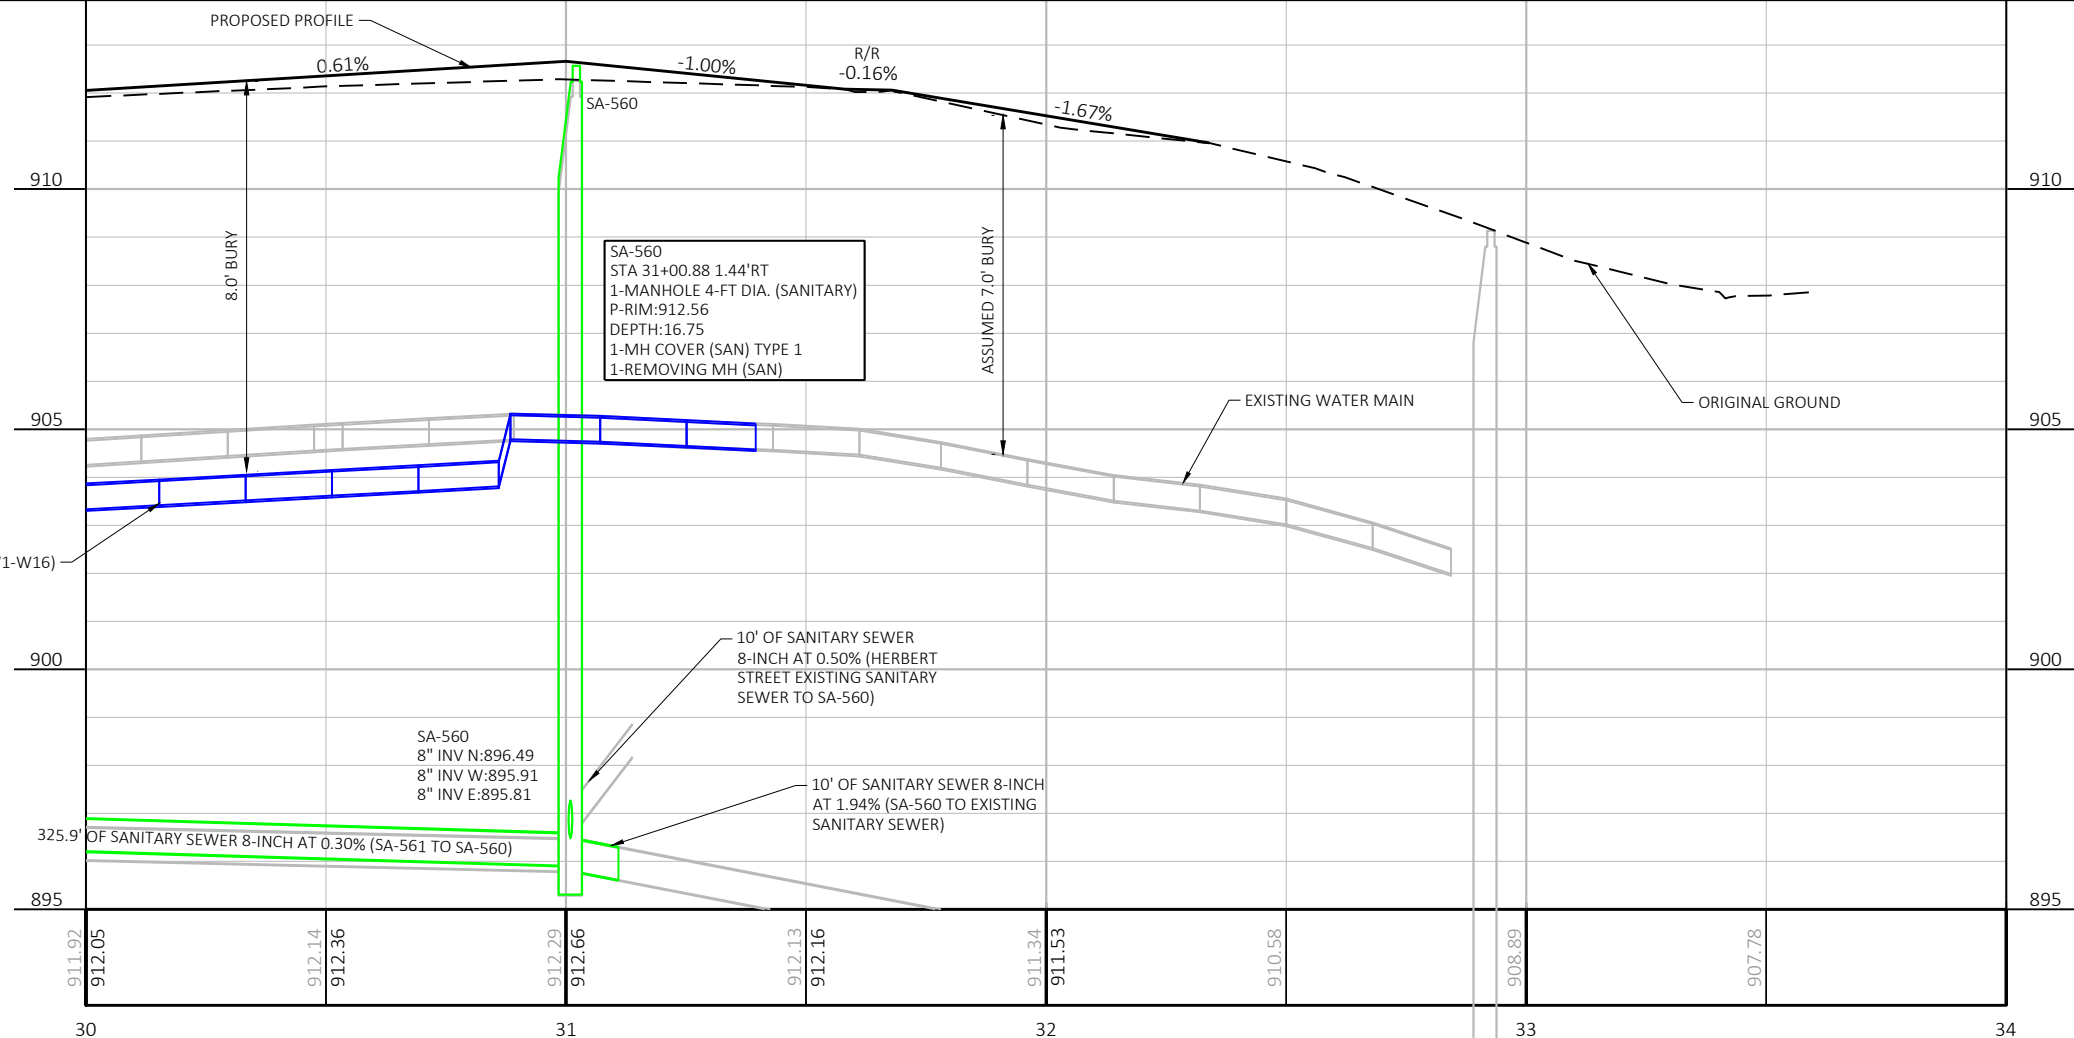 PROPOSED PROFILE
0.61%
-1.00%
R/R
-0.16%
-1.67%
SA-560
910
910
8.0' BURY
SA-560
STA 31+00.88 1.44'RT
1-MANHOLE 4-FT DIA. (SANITARY)
P-RIM:912.56
DEPTH:16.75
1-MH COVER (SAN) TYPE 1
1-REMOVING MH (SAN)
ASSUMED 7.0' BURY
EXISTING WATER MAIN
ORIGINAL GROUND
905
905
1-W16)
900
900
10' OF SANITARY SEWER
8-INCH AT 0.50% (HERBERT
STREET EXISTING SANITARY
SEWER TO SA-560)
SA-560
8" INV N:896.49
8" INV W:895.91
8" INV E:895.81
10' OF SANITARY SEWER 8-INCH
AT 1.94% (SA-560 TO EXISTING
SANITARY SEWER)
325.9' OF SANITARY SEWER 8-INCH AT 0.30% (SA-561 TO SA-560)
895
895
911.92
912.05
912.14
912.36
912.29
912.66
912.13
912.16
911.34
911.53
910.58
908.89
907.78
30
31
32
33
34